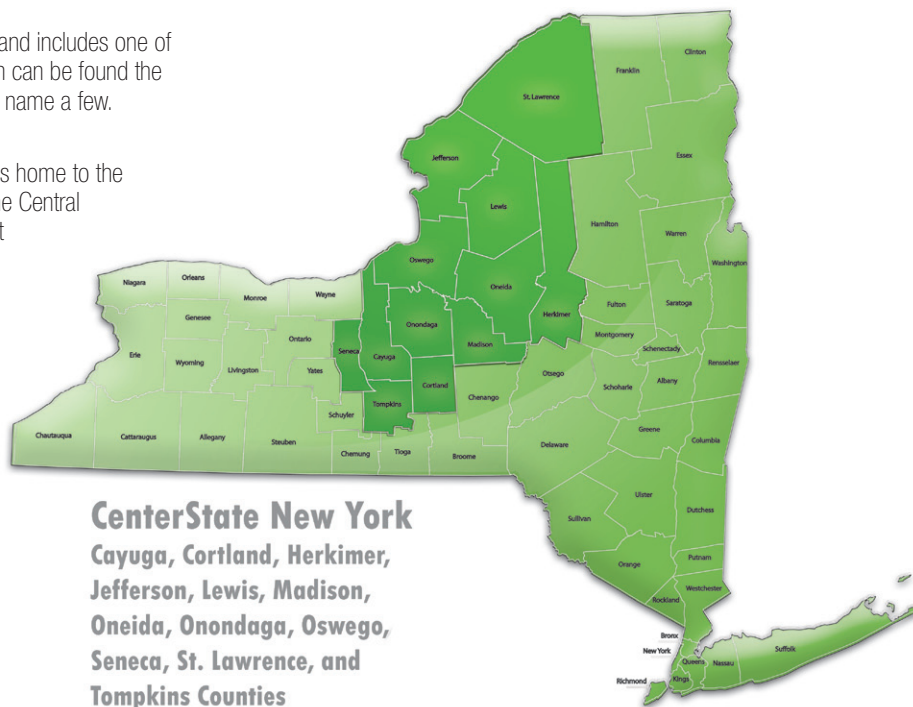 and includes one of
n can be found the
name a few.
s home to the
ne Central
t
Clinton
Franklin
St. Lawrence
Essex
Jefferson
Lewis
Hamilton
Warren
Washington
Oswego
Oneida
Herkimer
Niagara
Orleans
Monroe
Wayne
Genesee
Fulton
Saratoga
Onondaga
Madison
Montgomery
Ontario
Schenectady
Erie
Wyoming
Livingston
Seneca
Cayuga
Yates
Cortland
Otsego
Rensselaer
Schoharie
Albany
Tompkins
Chenango
Schuyler
Chautauqua
Cattaraugus
Allegany
Steuben
Chemung
Tioga
Broome
Delaware
Greene
Columbia
Ulster
Dutchess
Sullivan
Orange
Putnam
Westchester
Rockland
Bronx
New York
Queens
Nassau
Suffolk
Richmond
Kings
CenterState New York
Cayuga, Cortland, Herkimer,
Jefferson, Lewis, Madison,
Oneida, Onondaga, Oswego,
Seneca, St. Lawrence, and
Tompkins Counties